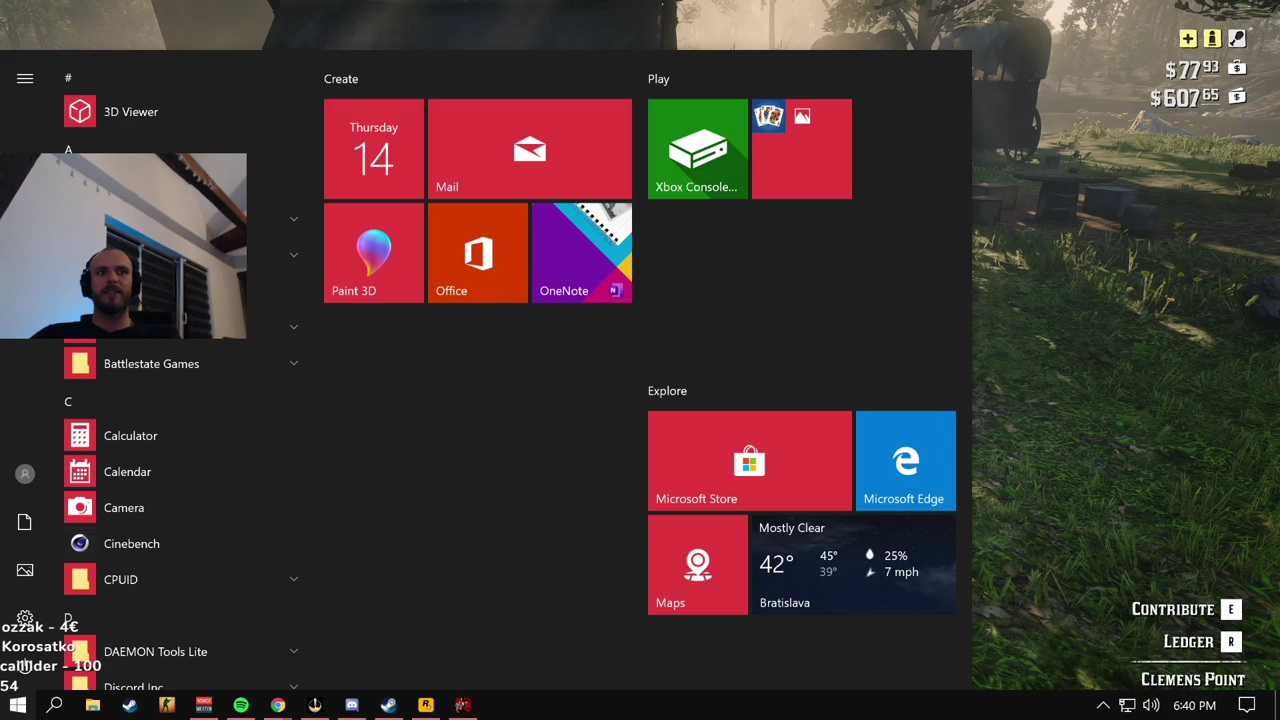 $77 93
$607 65
#
Create
Play
3D Viewer
A
Thursday
14
Mail
Xbox Console...
Paint 3D
Office
OneNote
N
Battlestate Games
Explore
C
Calculator
Calendar
Camera
Microsoft Store
Microsoft Edge
Cinebench
Mostly Clear
42°
45°
39°
25%
7 mph
CPUID
Maps
Bratislava
CONTRIBUTE E
D
ozzak - 4€
Korosatko
LEDGER R
DAEMON Tools Lite
54
CLEMENS POINT
Discord Inc
6:40 PM